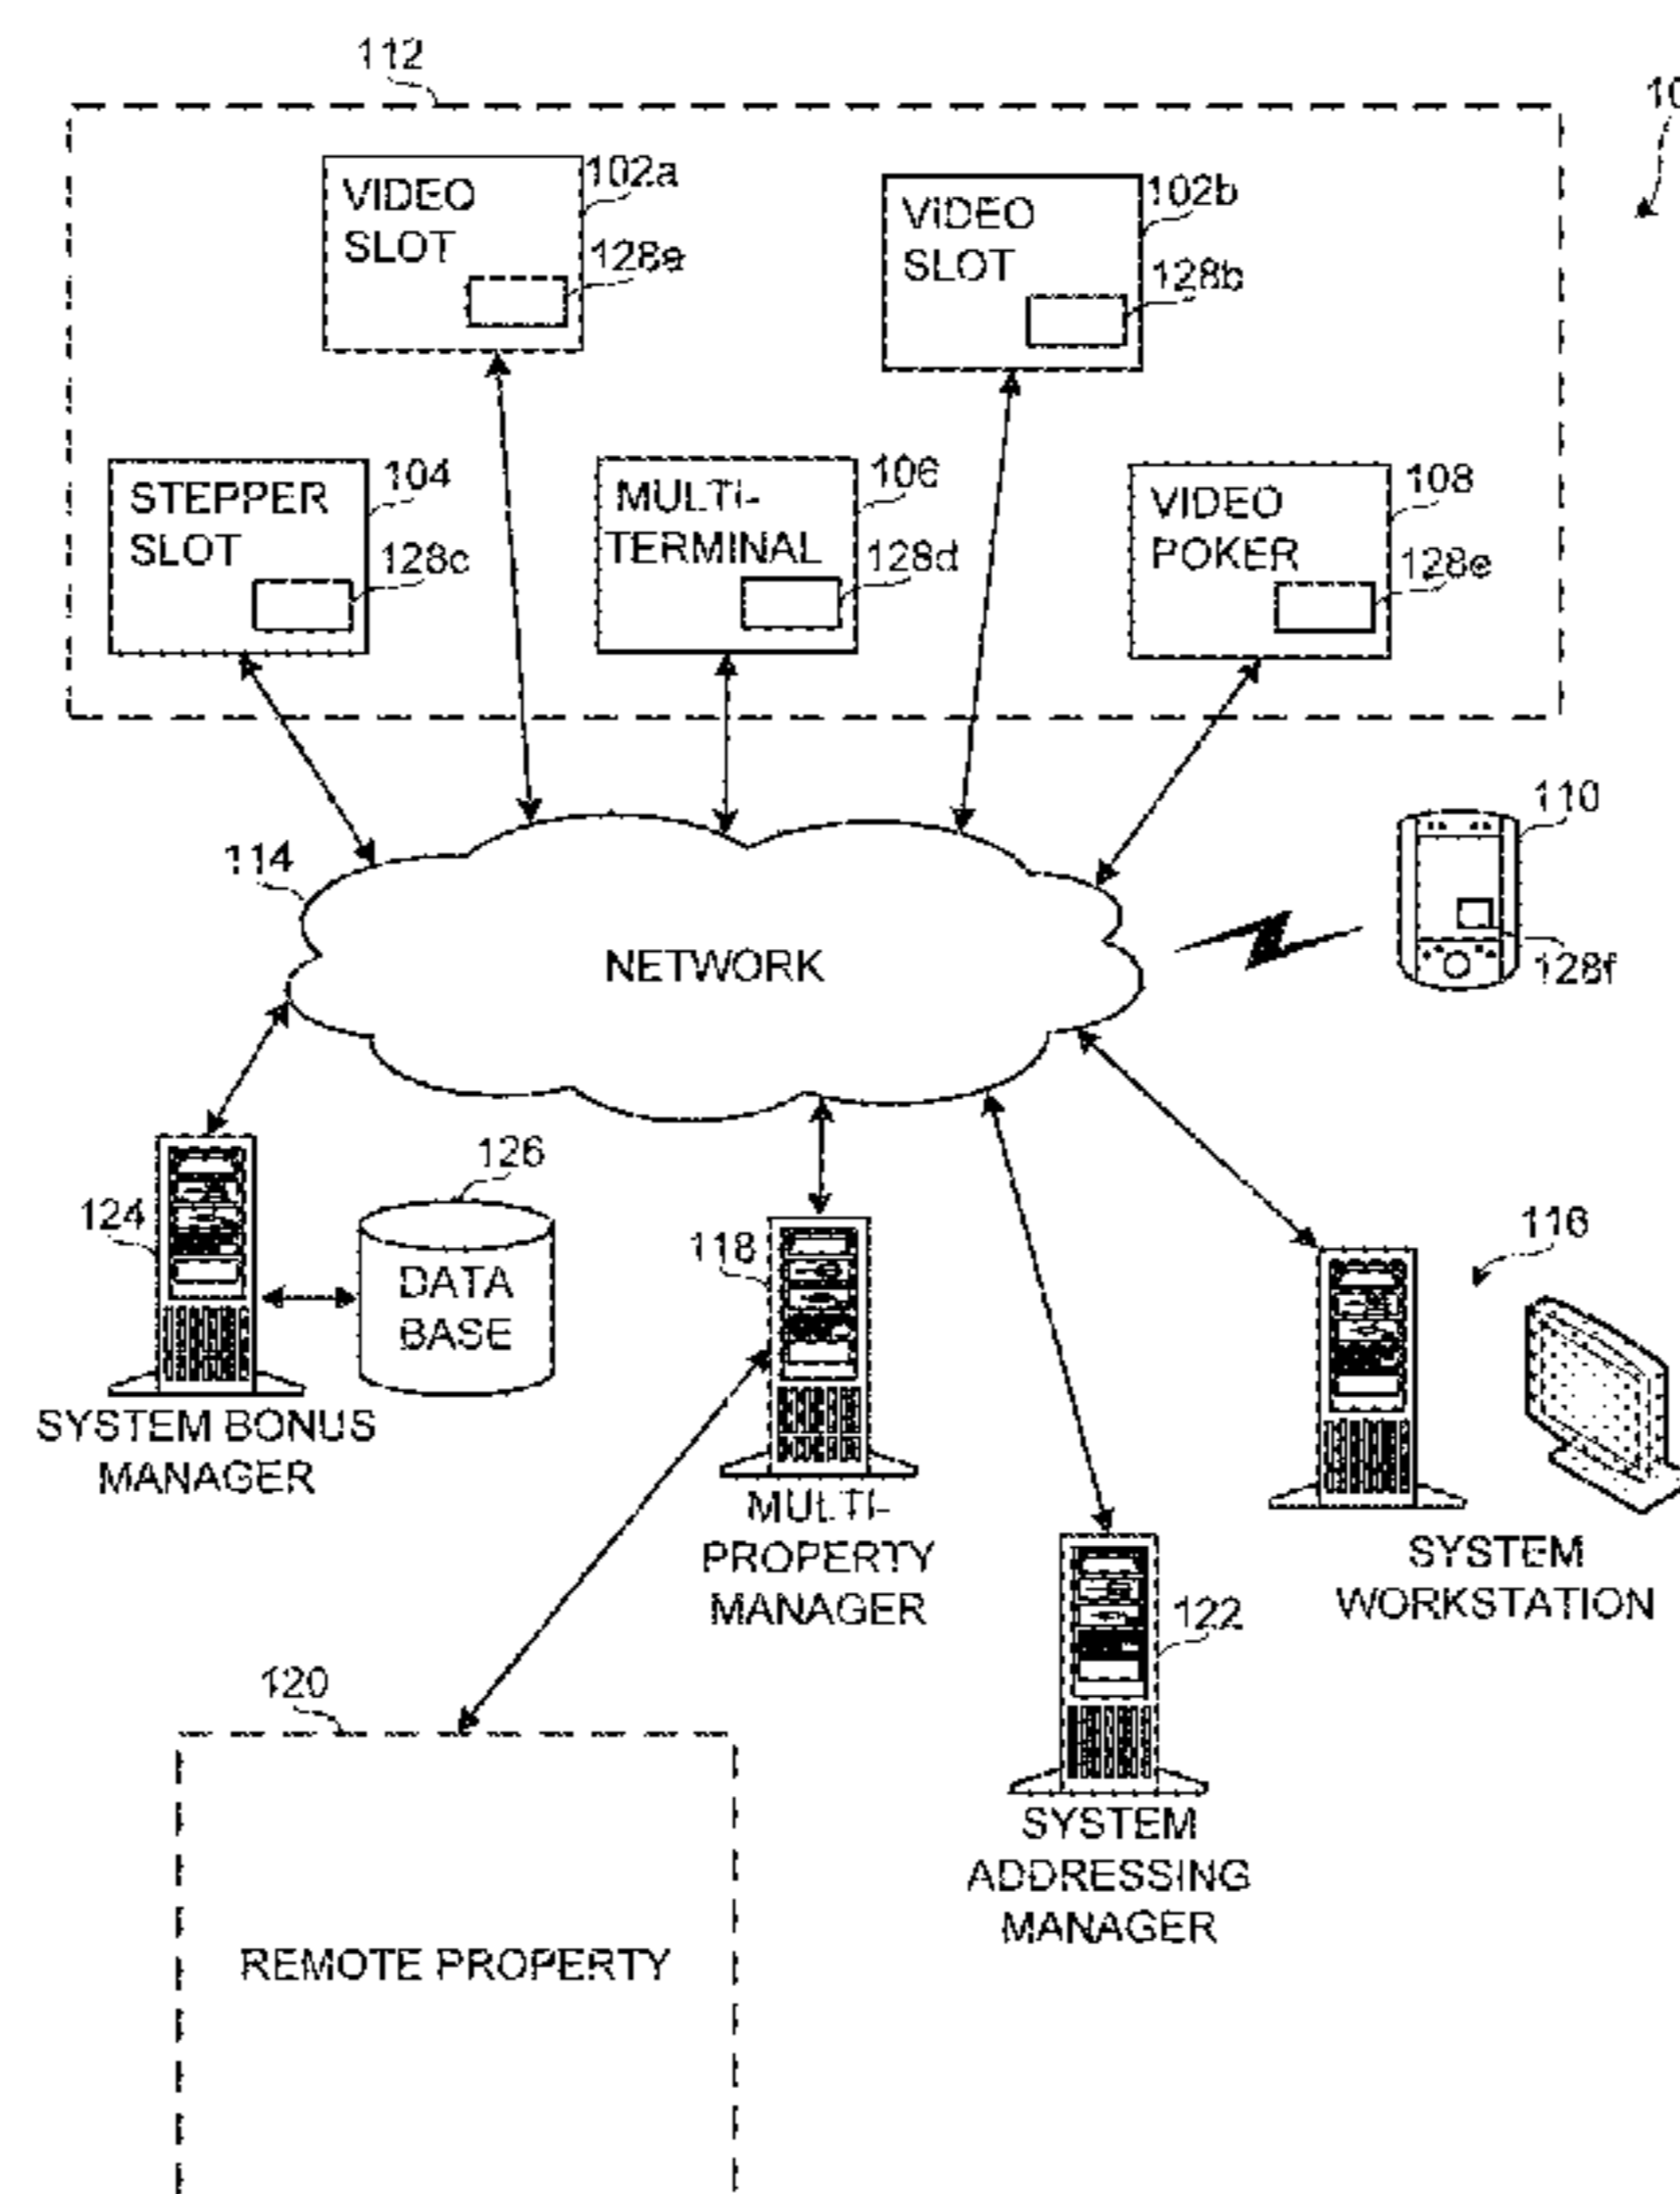 112
VIDEO
SLOT
102a
128a
VIDEO
SLOT
102b
128b
STEPPER
SLOT
104
128c
MULTI-
TERMINAL
106
128d
VIDEO
POKER
108
128e
110
128f
114
NETWORK
124
126
DATA
BASE
SYSTEM BONUS
MANAGER
118
MULTI-
PROPERTY
MANAGER
116
SYSTEM
WORKSTATION
122
SYSTEM
ADDRESSING
MANAGER
120
REMOTE PROPERTY